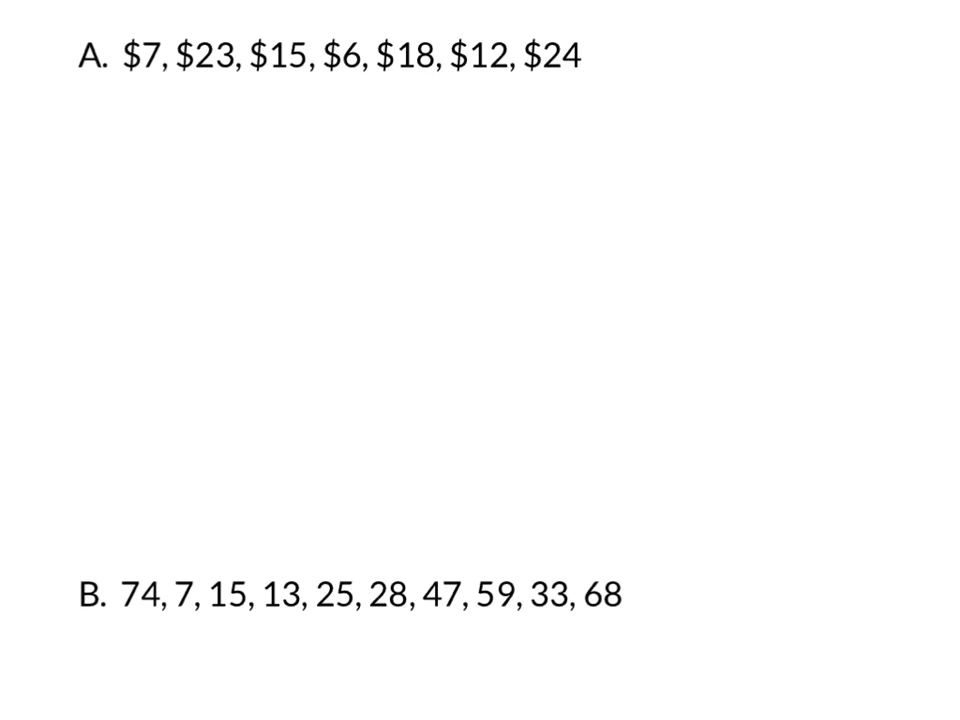 A. $7, $23, $15, $6, $18, $12, $24
B. 74, 7, 15, 13, 25, 28, 47, 59, 33, 68